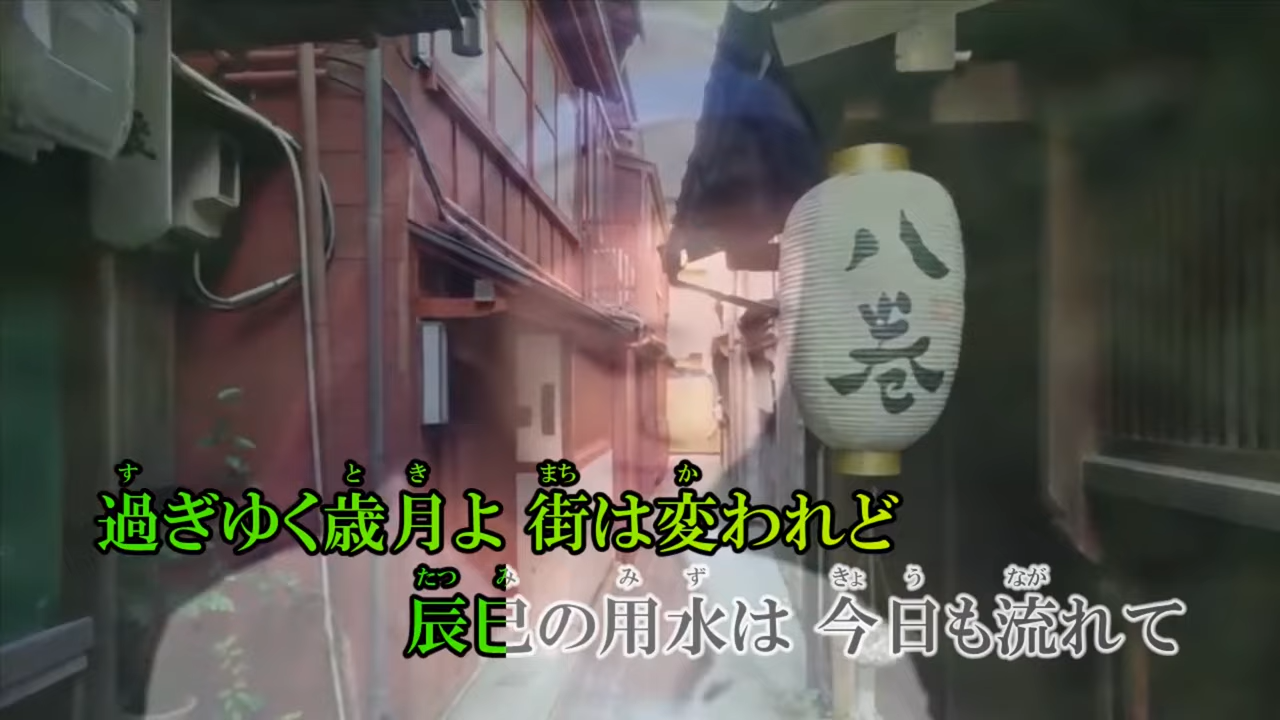 八巻
す とき まち か
過ぎゆく歳月よ 街は変われど
たつ み みず きょう なが
辰巳の用水は 今日も流れて